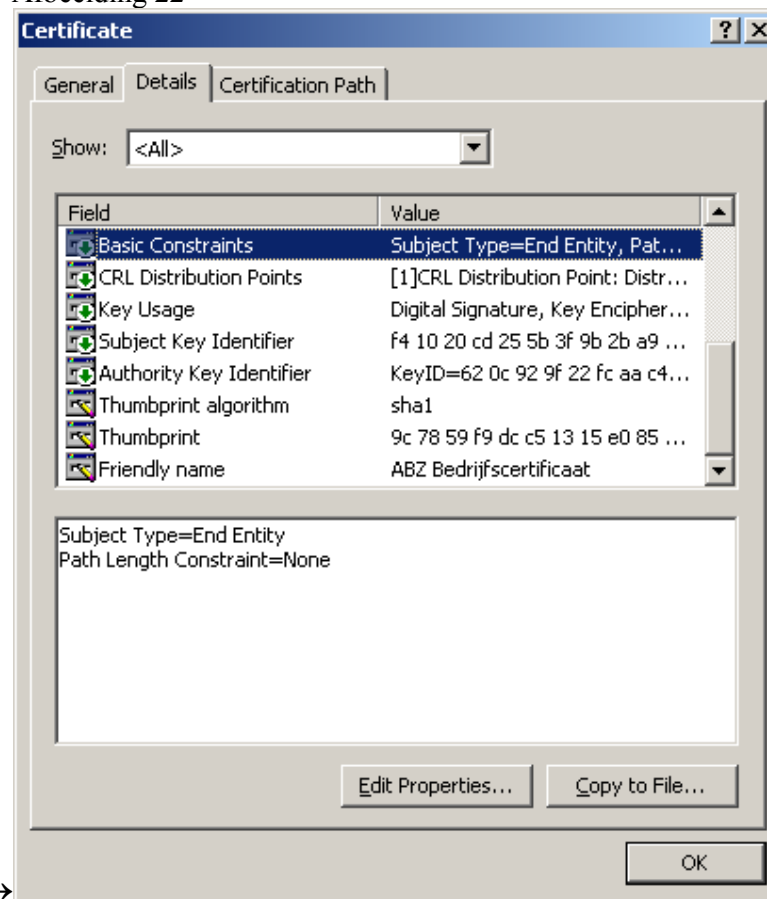 Afbeelding 22
Certificate
General Details Certification Path
Show: <All>
Field Value
Basic Constraints Subject Type=End Entity, Pat...
CRL Distribution Points [1]CRL Distribution Point: Distr...
Key Usage Digital Signature, Key Encipher...
Subject Key Identifier f4 10 20 cd 25 5b 3f 9b 2b a9 ...
Authority Key Identifier KeyID=62 0c 92 9f 22 fc aa c4...
Thumbprint algorithm sha1
Thumbprint 9c 78 59 f9 dc c5 13 15 e0 85 ...
Friendly name ABZ Bedrijfscertificaat
Subject Type=End Entity
Path Length Constraint=None
Edit Properties... Copy to File...
OK